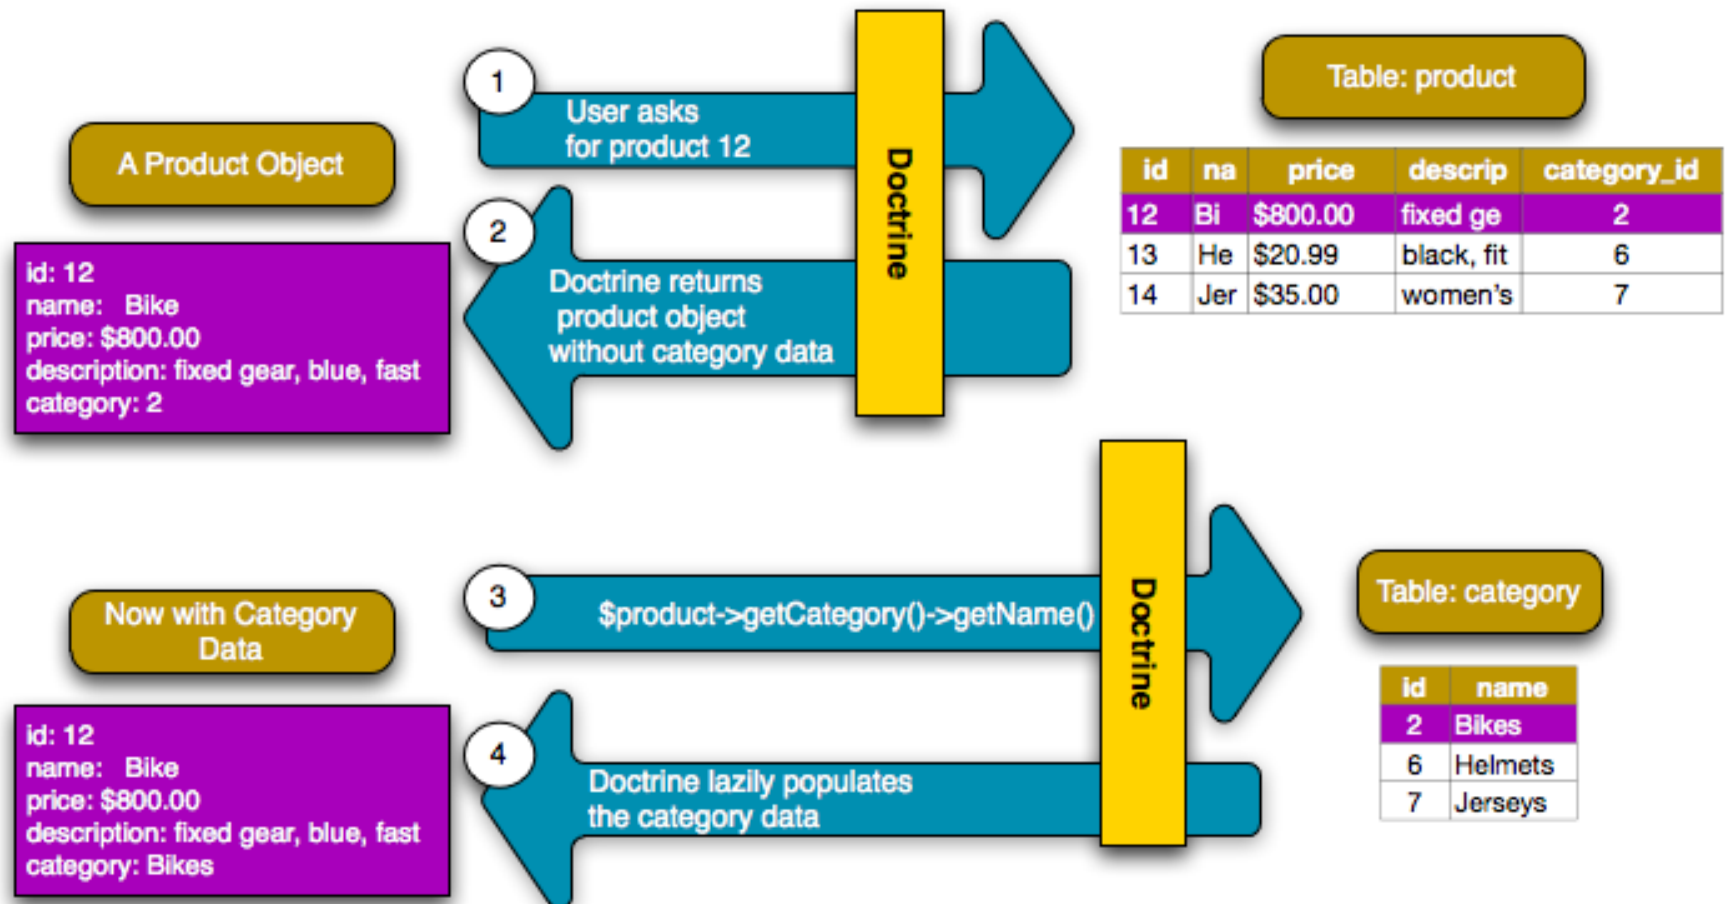 1
User asks
for product 12
Doctrine
Table: product
A Product Object
id na price descrip category_id
12 Bi $800.00 fixed ge 2
13 He $20.99 black, fit 6
14 Jer $35.00 women's 7
2
Doctrine returns
product object
without category data
id: 12
name: Bike
price: $800.00
description: fixed gear, blue, fast
category: 2
3
$product->getCategory()->getName()
Doctrine
Table: category
Now with Category
Data
id name
2 Bikes
6 Helmets
7 Jerseys
4
Doctrine lazily populates
the category data
id: 12
name: Bike
price: $800.00
description: fixed gear, blue, fast
category: Bikes